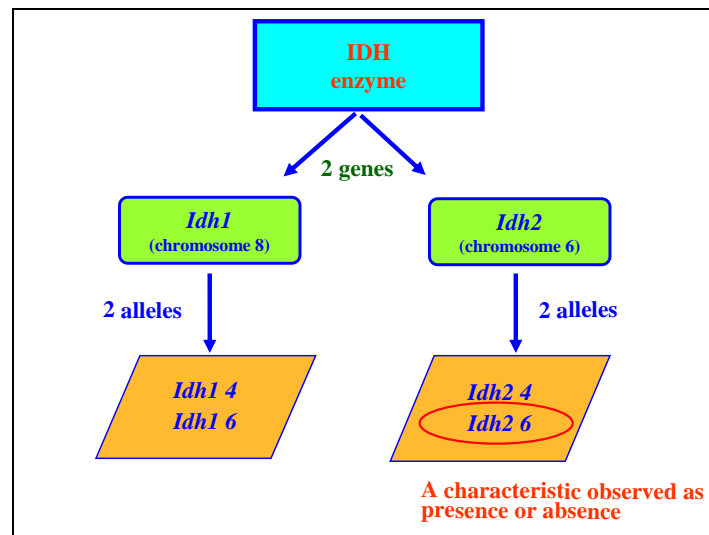 IDH
enzyme
2 genes
Idh1
(chromosome 8)
Idh2
(chromosome 6)
2 alleles
2 alleles
Idh1 4
Idh1 6
Idh2 4
Idh2 6
A characteristic observed as
presence or absence